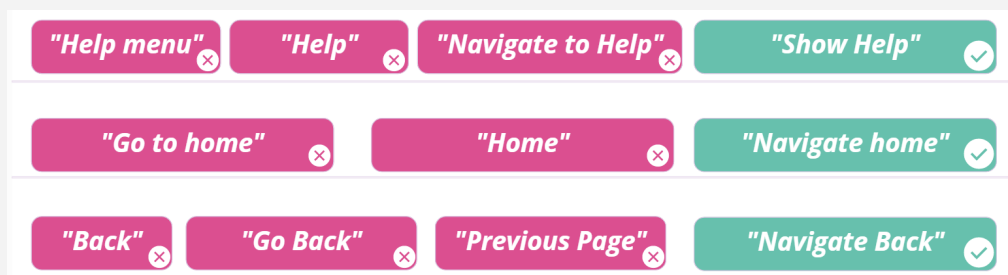 "Help menu" "Help" "Navigate to Help" "Show Help"
"Go to home" "Home" "Navigate home"
"Back" "Go Back" "Previous Page" "Navigate Back"